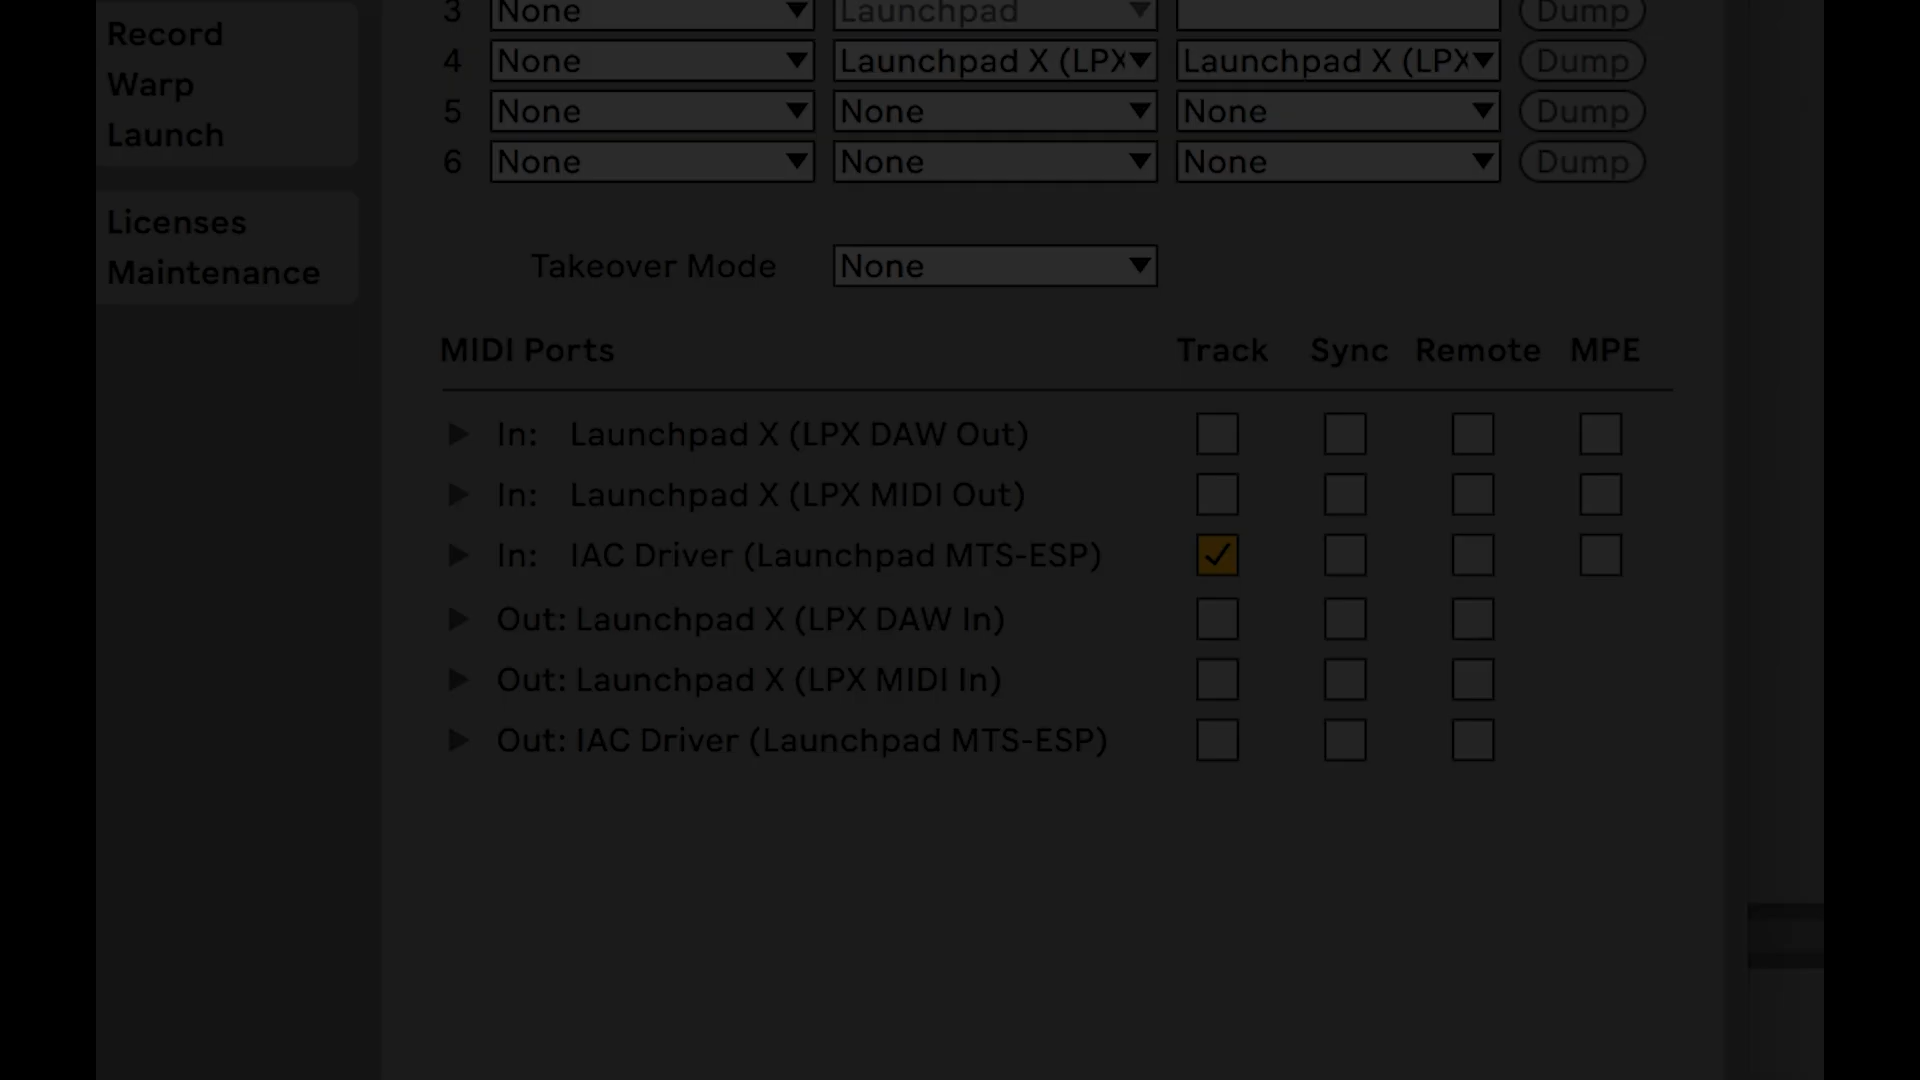 Record
Warp
Launch
Licenses
Maintenance
3 None Launchpad Dump
4 None Launchpad X (LPX Launchpad X (LPX Dump
5 None None None Dump
6 None None None Dump
Takeover Mode None
MIDI Ports Track Sync Remote MPE
In: Launchpad X (LPX DAW Out)
In: Launchpad X (LPX MIDI Out)
In: IAC Driver (Launchpad MTS-ESP)
Out: Launchpad X (LPX DAW In)
Out: Launchpad X (LPX MIDI In)
Out: IAC Driver (Launchpad MTS-ESP)